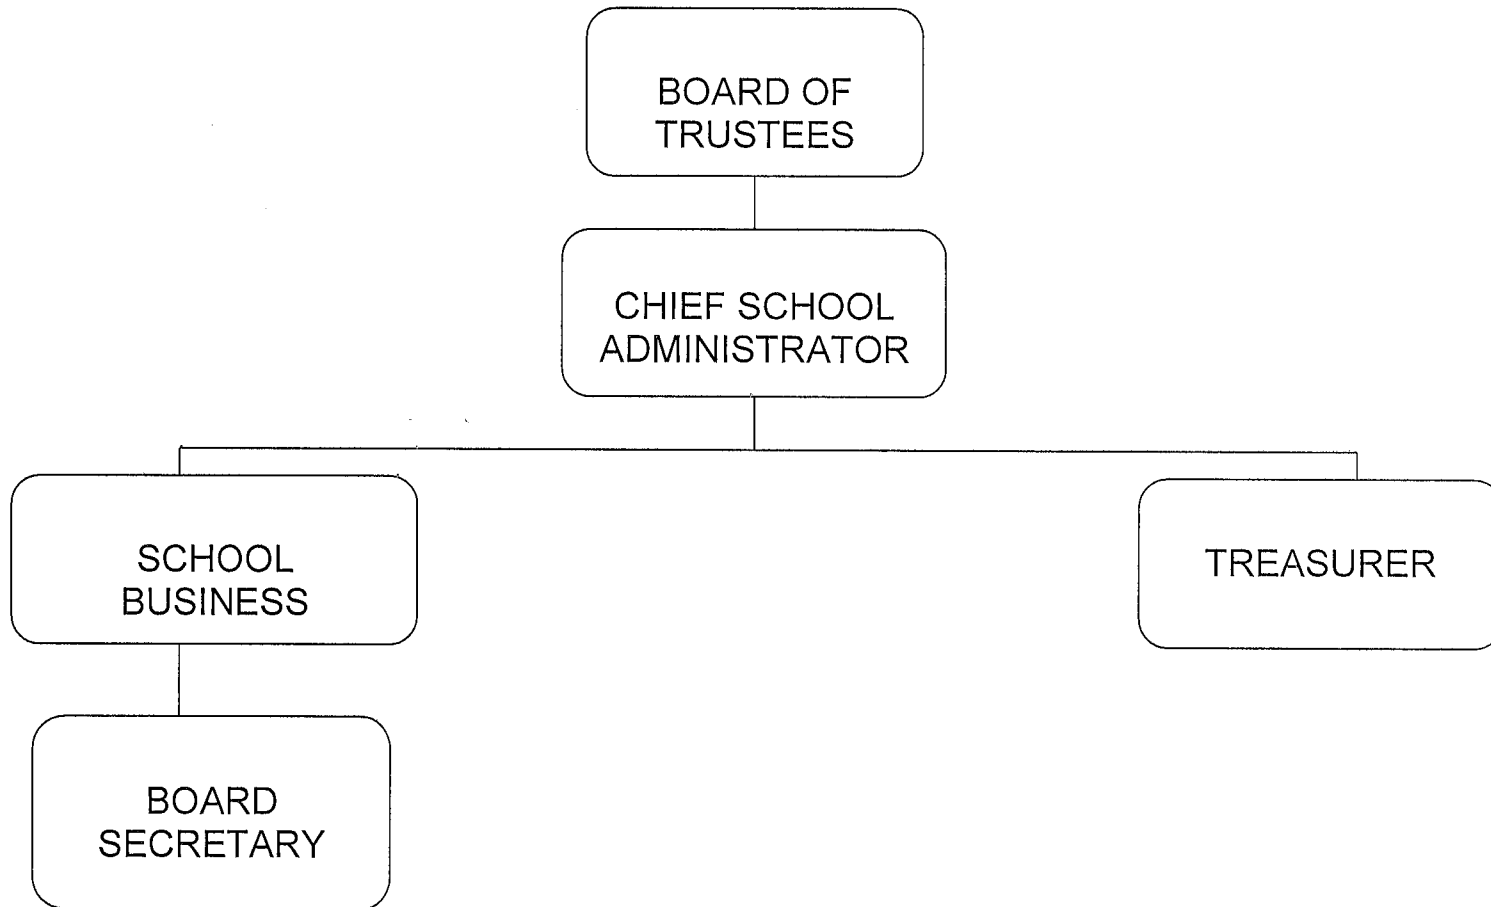 BOARD OF
TRUSTEES
CHIEF SCHOOL
ADMINISTRATOR
SCHOOL
BUSINESS
TREASURER
BOARD
SECRETARY